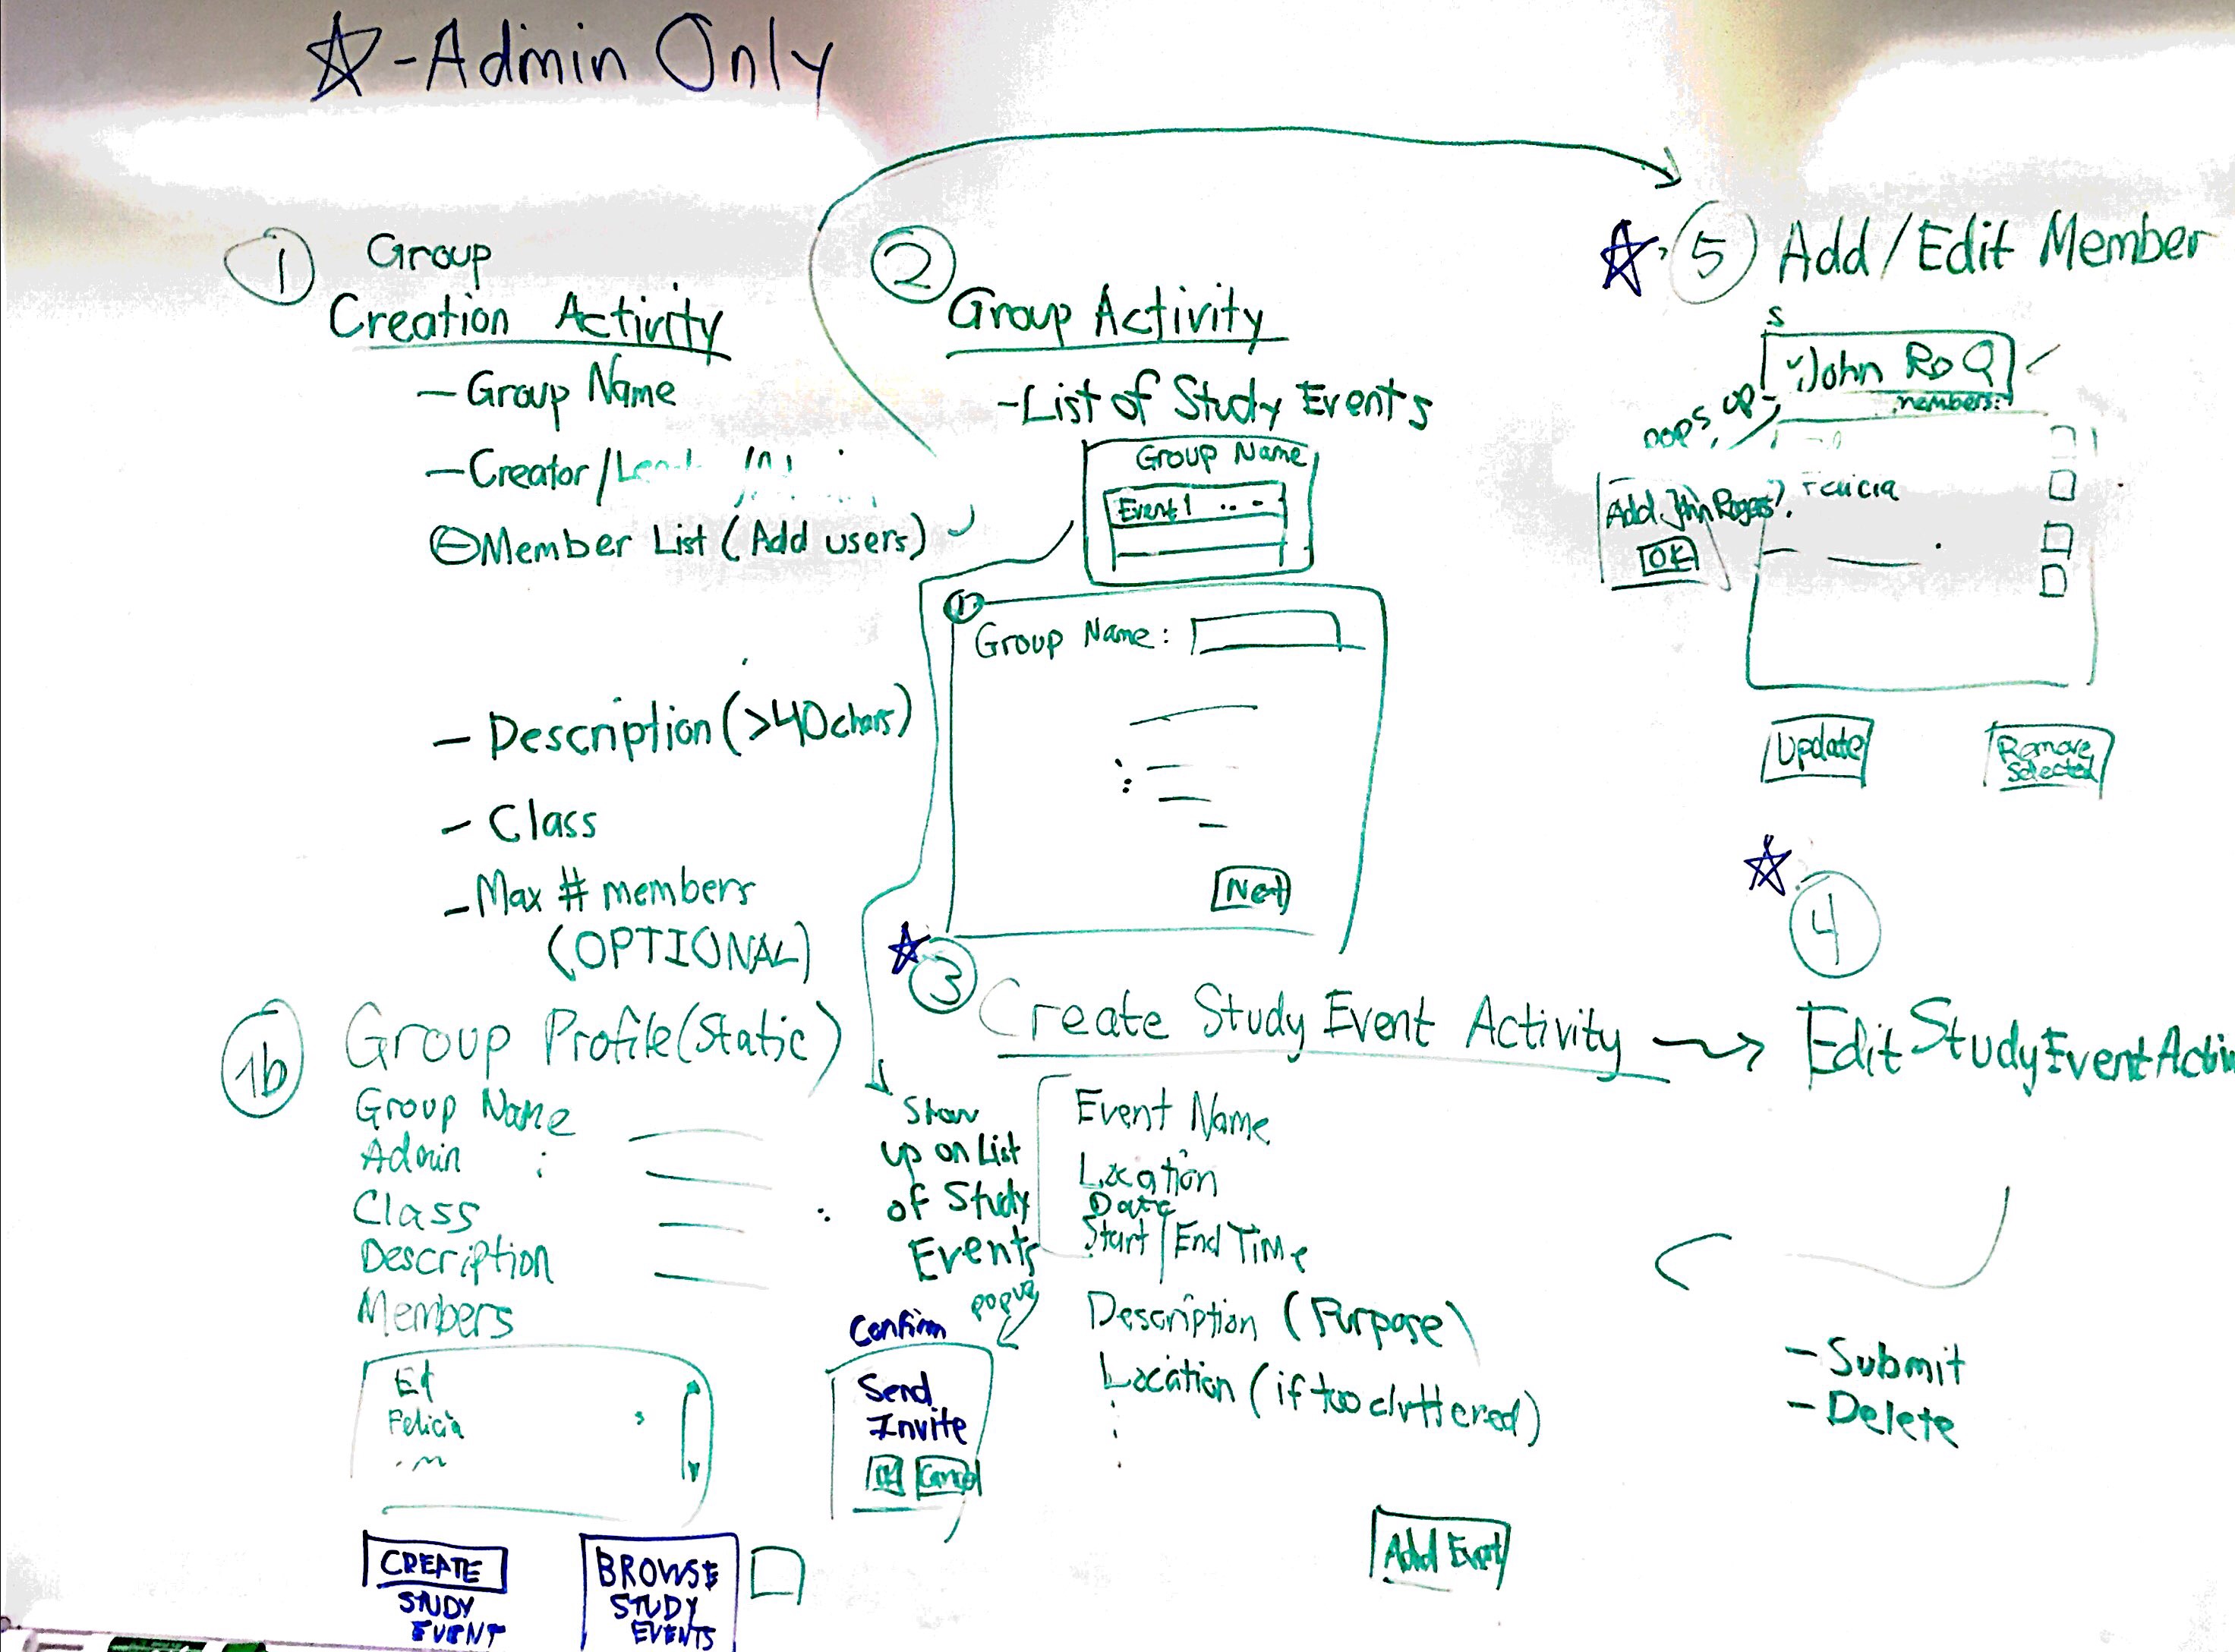 ☆-Admin Only
1 Group
Creation Activity
- Group Name
- Creator/
Member List (Add users)
- Description (>40 chars)
- Class
- Max # members
(OPTIONAL)
1b Group Profile (Static)
Group Name
Admin :
Class
Description
Members
Ed
Felicia
CREATE
STUDY
EVENT
BROWSE
STUDY
EVENTS
2
Group Activity
- List of Study Events
Group Name
Event 1 .. -
Group Name:
Next
☆ 3 Create Study Event Activity
Show
up on List
of Study
Events
Event Name
Location
Date
Start/End Time
Description (Purpose)
Location (if too cluttered)
popup
Confirm
Send
Invite
OK Cancel
Add Event
☆ 5 Add/Edit Member
S
John Ro
members:
pops up
Add John Rogers?
OK
Felicia
Update
Remove
Selected
☆ 4
Edit Study Event Activi
- Submit
- Delete